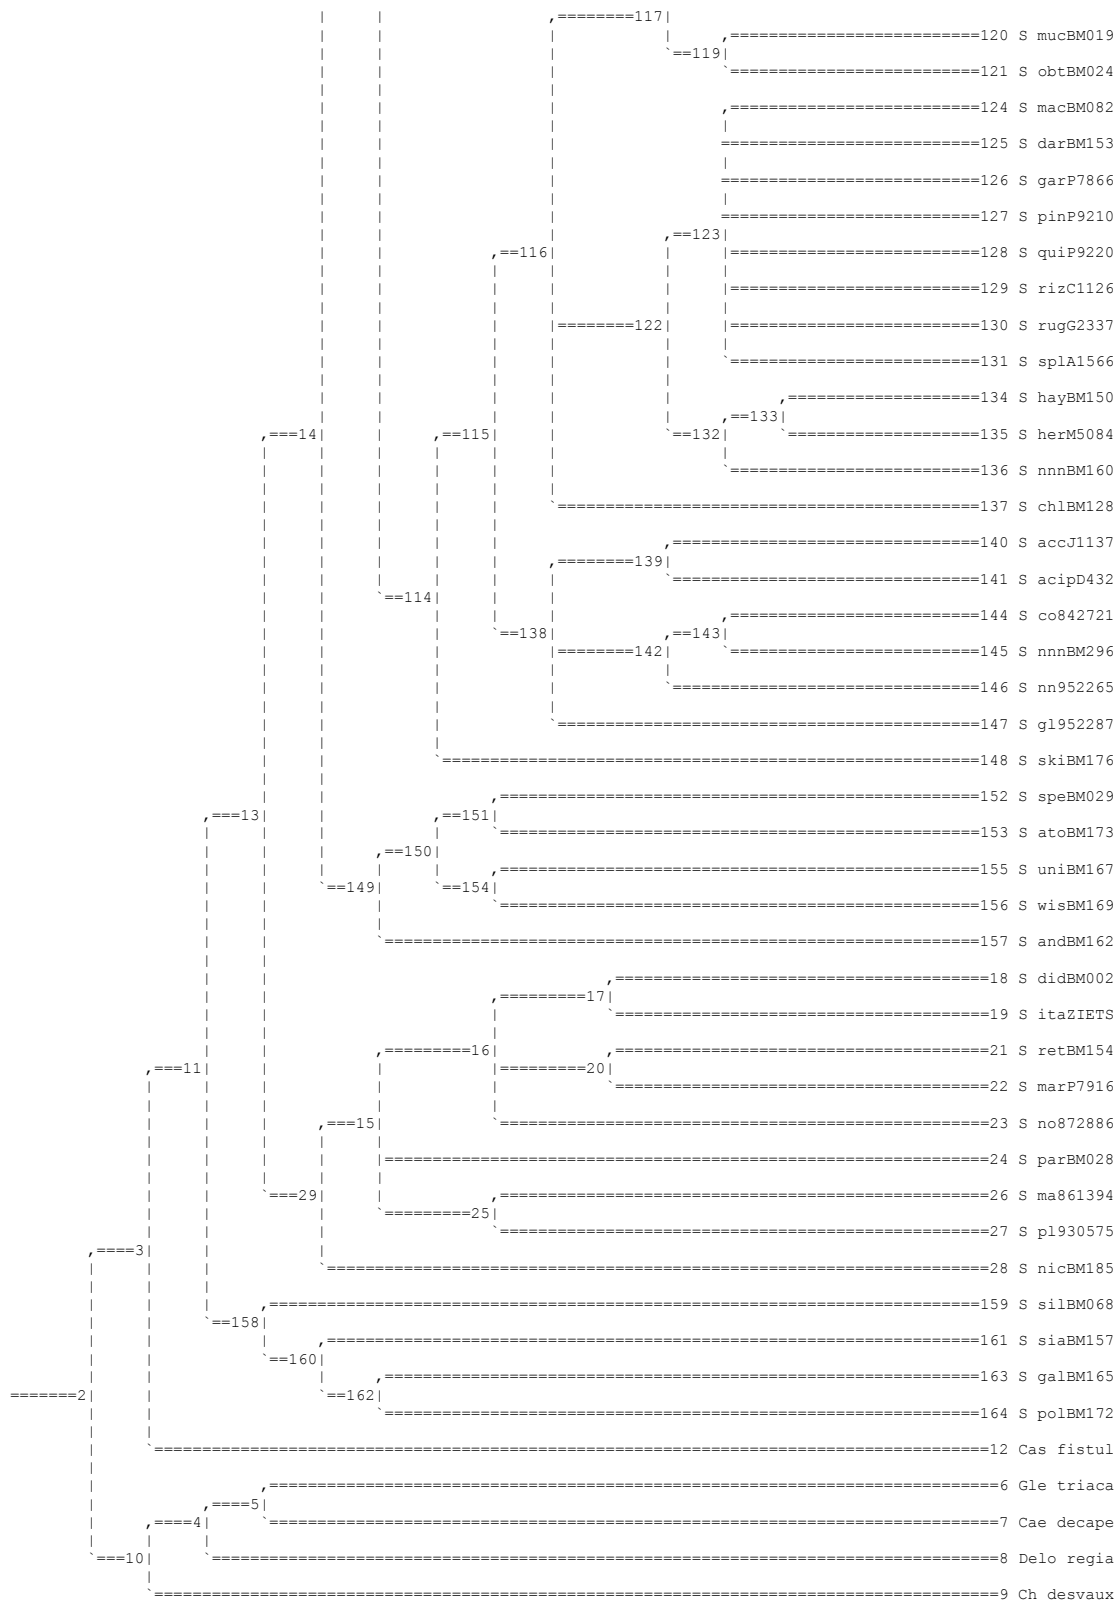 117
120 S mucBM019
119
121 S obtBM024
124 S macBM082
125 S darBM153
126 S garP7866
127 S pinP9210
123
116
128 S quiP9220
129 S rizC1126
122
130 S rugG2337
131 S splA1566
134 S hayBM150
133
14
115
132
135 S herM5084
136 S nnnBM160
137 S chlBM128
140 S accJ1137
139
141 S acipD432
114
144 S co842721
138
143
142
145 S nnnBM296
146 S nn952265
147 S gl952287
148 S skiBM176
152 S speBM029
13
151
153 S atoBM173
150
155 S uniBM167
149
154
156 S wisBM169
157 S andBM162
18 S didBM002
17
19 S itaZIETS
16
21 S retBM154
11
20
22 S marP7916
15
23 S no872886
24 S parBM028
29
26 S ma861394
25
27 S pl930575
3
28 S nicBM185
159 S silBM068
158
161 S siaBM157
160
163 S galBM165
2
162
164 S polBM172
12 Cas fistul
6 Gle triaca
5
4
7 Cae decape
10
8 Delo regia
9 Ch desvaux